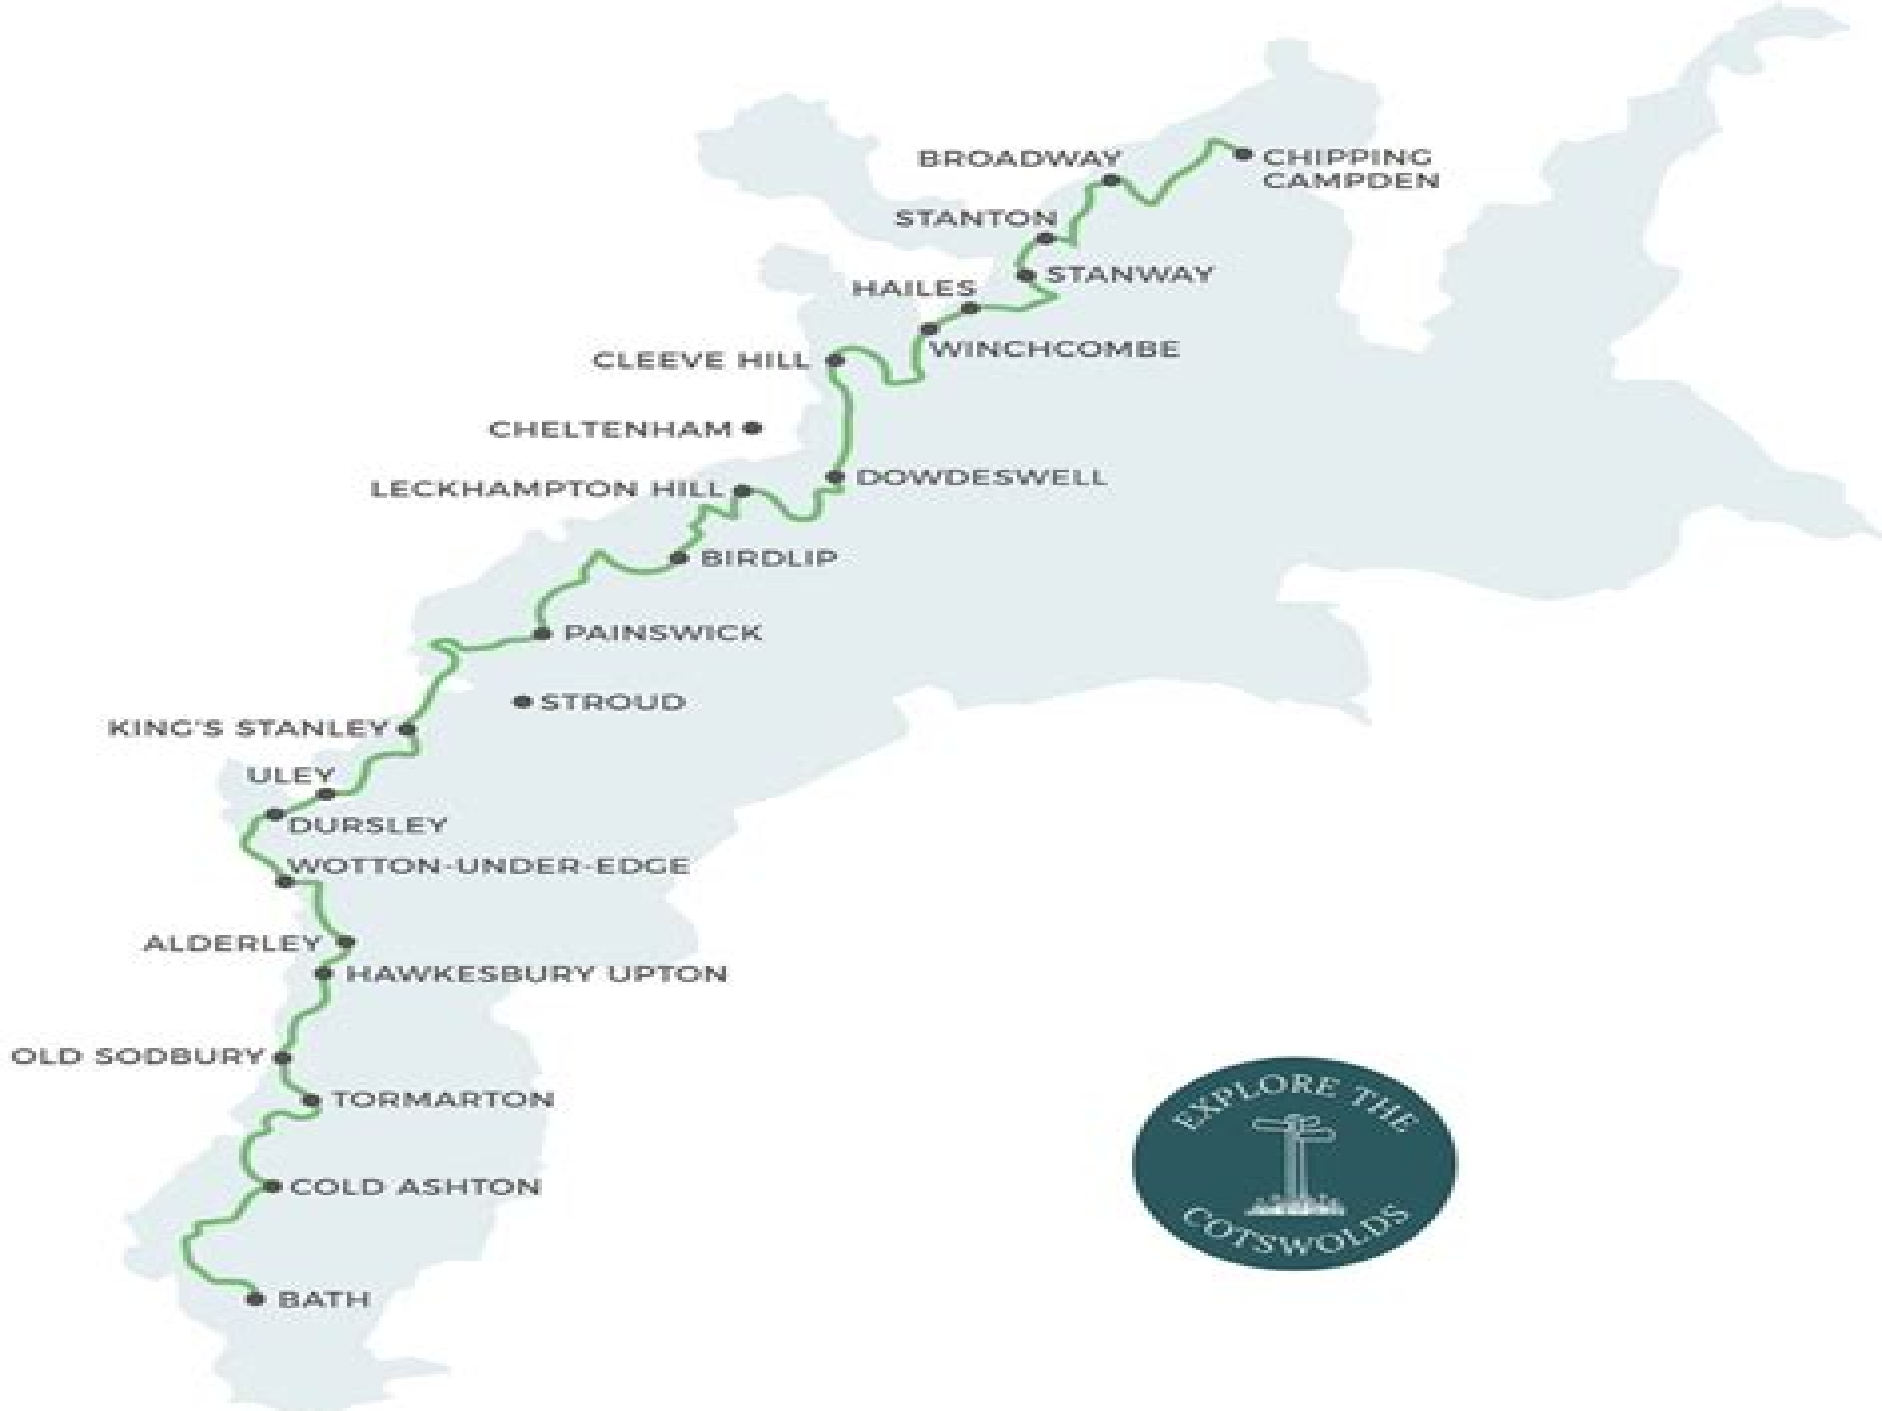 BROADWAY
CHIPPING
CAMPDEN
STANTON
STANWAY
HAILES
WINCHCOMBE
CLEEVE HILL
CHELTENHAM
DOWDESWELL
LECKHAMPTON HILL
BIRDLIP
PAINSWICK
STROUD
KING'S STANLEY
ULEY
DURSLEY
WOTTON-UNDER-EDGE
ALDERLEY
HAWKESBURY UPTON
OLD SODBURY
TORMARTON
COLD ASHTON
BATH
EXPLORE THE
COTSWOLDS